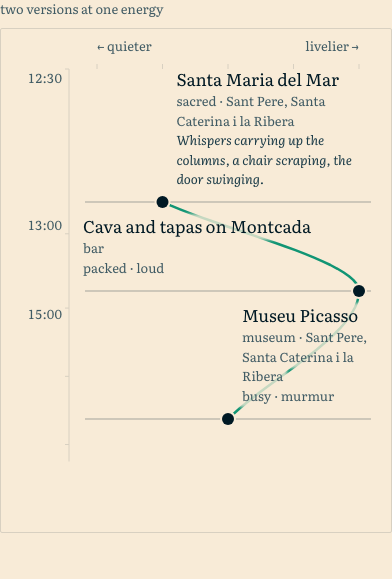 two versions at one energy
← quieter
livelier →
12:30
Santa Maria del Mar
sacred · Sant Pere, Santa
Caterina i la Ribera
Whispers carrying up the
columns, a chair scraping, the
door swinging.
13:00
Cava and tapas on Montcada
bar
packed · loud
15:00
Museu Picasso
museum · Sant Pere,
Santa Caterina i la
Ribera
busy · murmur